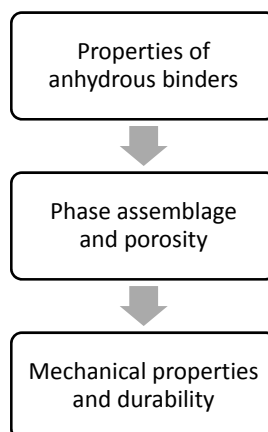 Properties of
anhydrous binders
Phase assemblage
and porosity
Mechanical properties
and durability